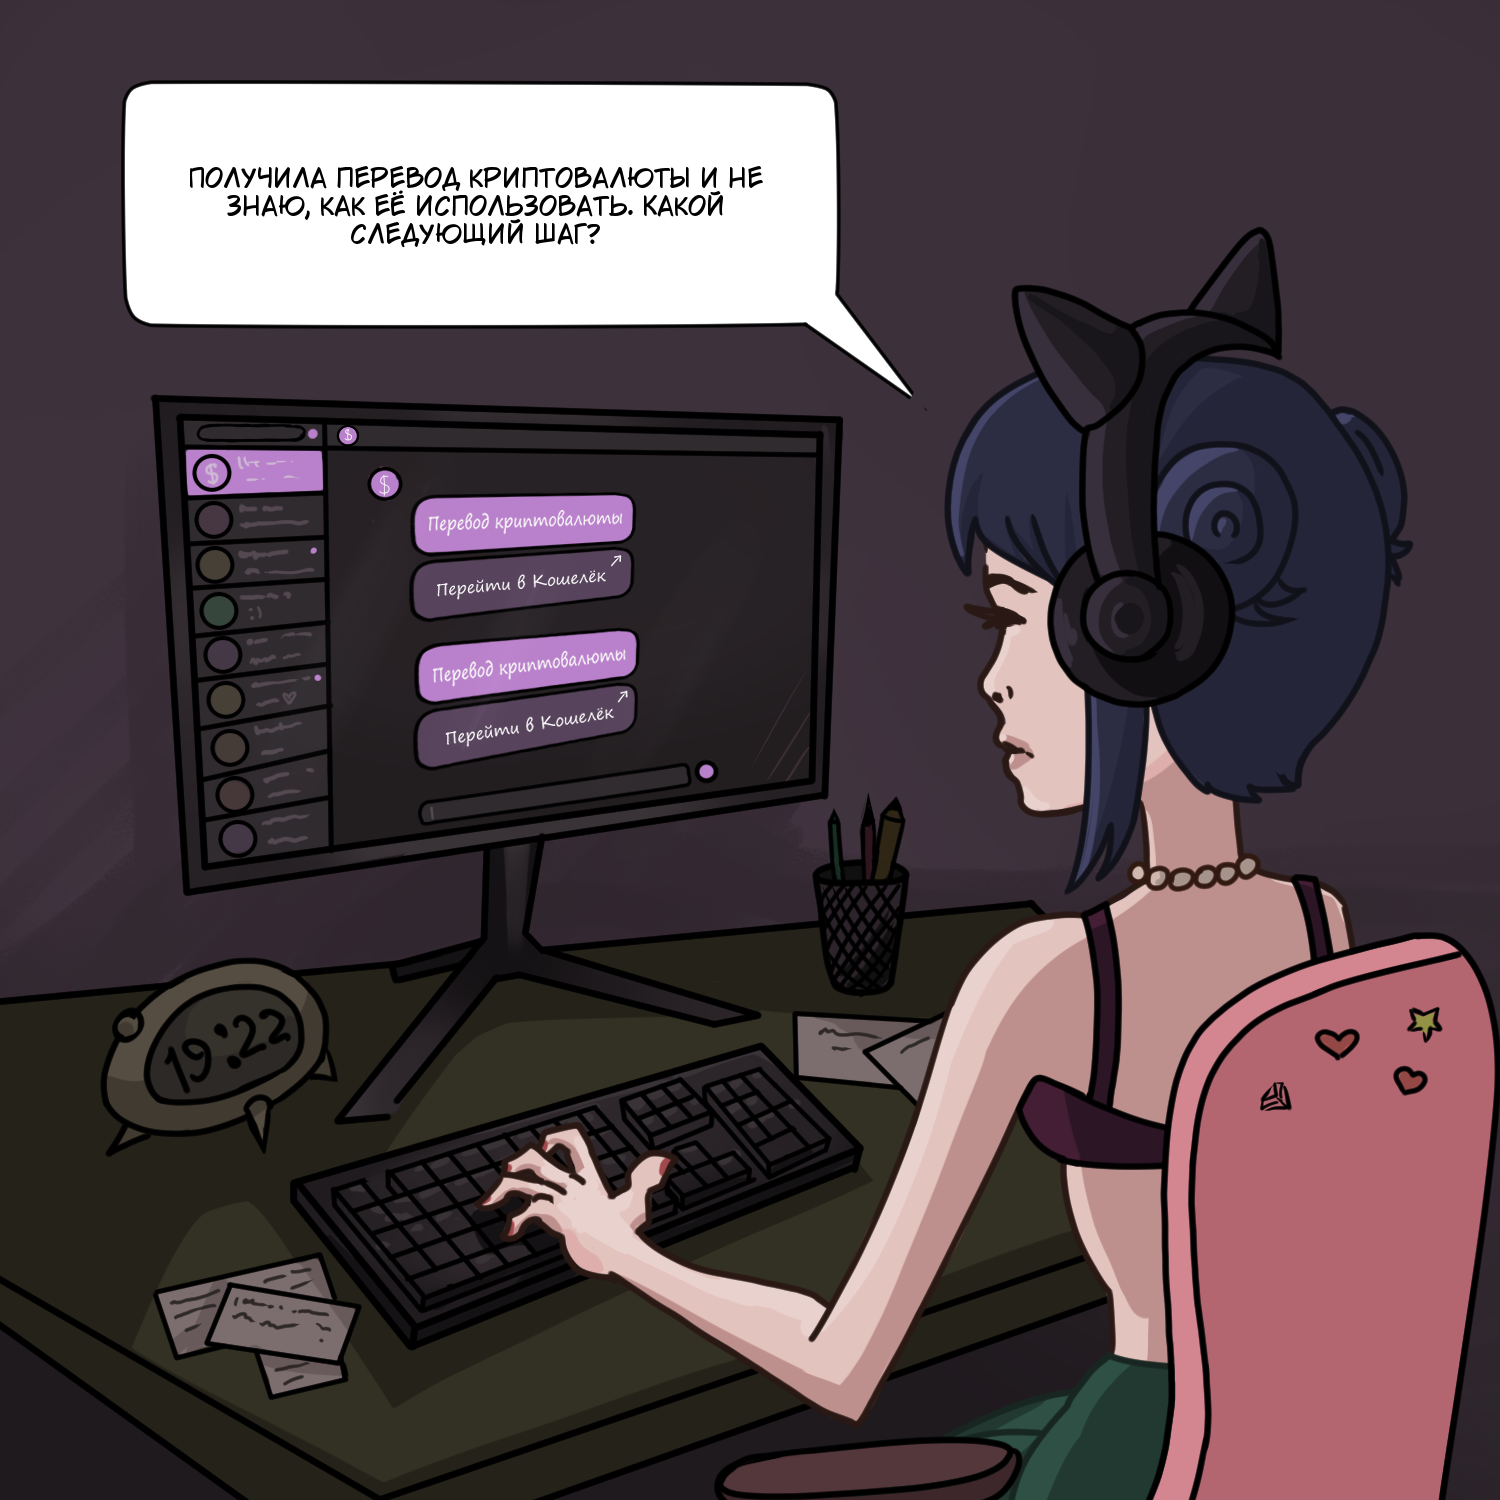 ПОЛУЧИЛА ПЕРЕВОД КРИПТОВАЛЮТЫ И НЕ
ЗНАЮ, КАК ЕЁ ИСПОЛЬЗОВАТЬ. КАКОЙ
СЛЕДУЮЩИЙ ШАГ?
$
$
$
Перевод криптовалюты
Перейти в Кошелёк
Перевод криптовалюты
Перейти в Кошелёк
:)
19:22